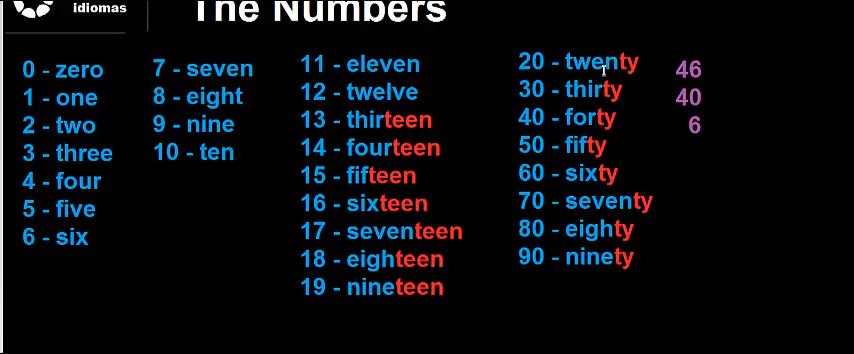 idiomas
The Numbers
0 - zero
1 - one
2 - two
3 - three
4 - four
5 - five
6 - six
7 - seven
8 - eight
9 - nine
10 - ten
11 - eleven
12 - twelve
13 - thirteen
14 - fourteen
15 - fifteen
16 - sixteen
17 - seventeen
18 - eighteen
19 - nineteen
20 - twenty
30 - thirty
40 - forty
50 - fifty
60 - sixty
70 - seventy
80 - eighty
90 - ninety
46
40
6